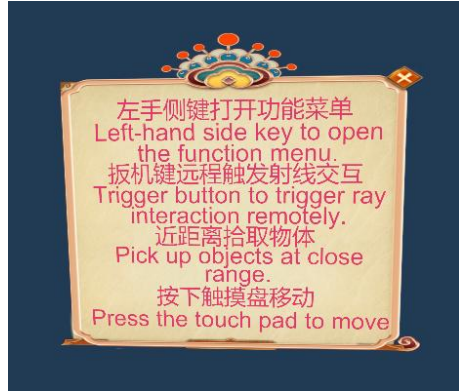 左手侧键打开功能菜单
Left-hand side key to open
the function menu.
扳机键远程触发射线交互
Trigger button to trigger ray
interaction remotely.
近距离拾取物体
Pick up objects at close
range.
按下触摸盘移动
Press the touch pad to move